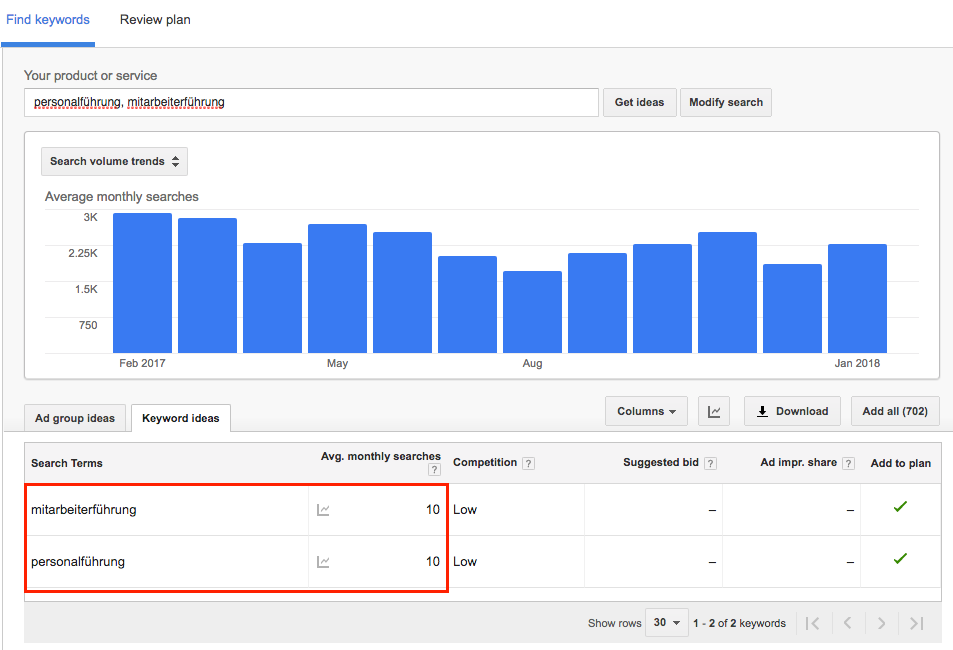 Find keywords Review plan
Your product or service
personalführung, mitarbeiterführung Get ideas Modify search
Search volume trends
Average monthly searches
3K
2.25K
1.5K
750
Feb 2017 May Aug Jan 2018
Ad group ideas Keyword ideas Columns Download Add all (702)
Search Terms Avg. monthly searches ? Competition ? Suggested bid ? Ad impr. share ? Add to plan
mitarbeiterführung 10 Low – –
personalführung 10 Low – –
Show rows 30 1 - 2 of 2 keywords